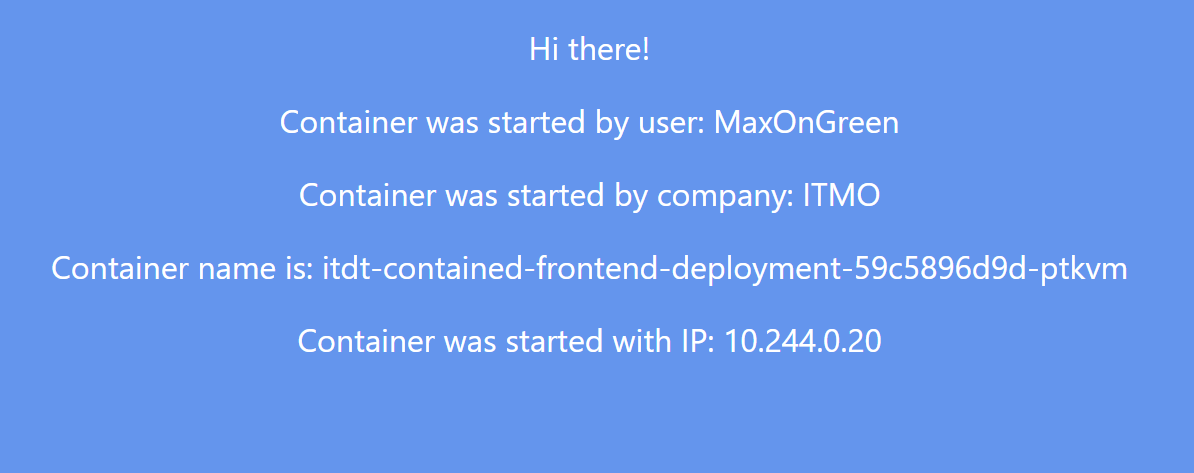 Hi there!
Container was started by user: MaxOnGreen
Container was started by company: ITMO
Container name is: itdt-contained-frontend-deployment-59c5896d9d-ptkvm
Container was started with IP: 10.244.0.20